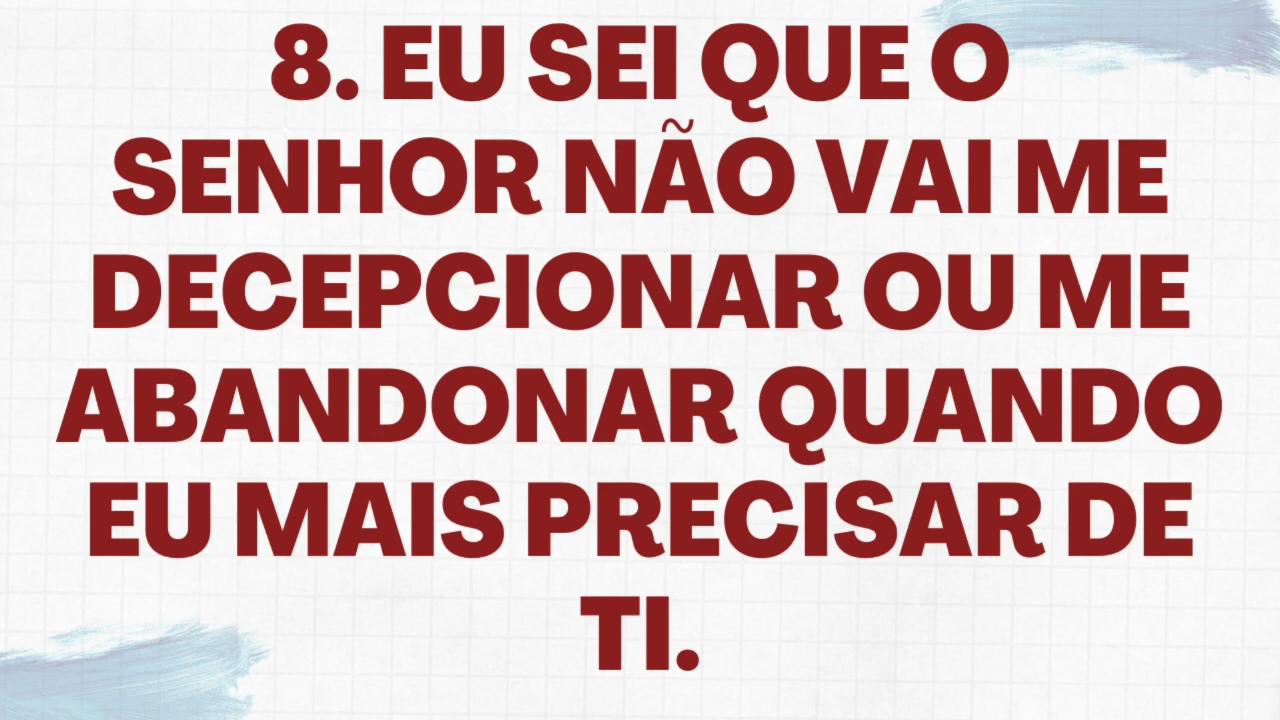 8. EU SEI QUE O
SENHOR NÃO VAI ME
DECEPCIONAR OU ME
ABANDONAR QUANDO
EU MAIS PRECISAR DE
TI.